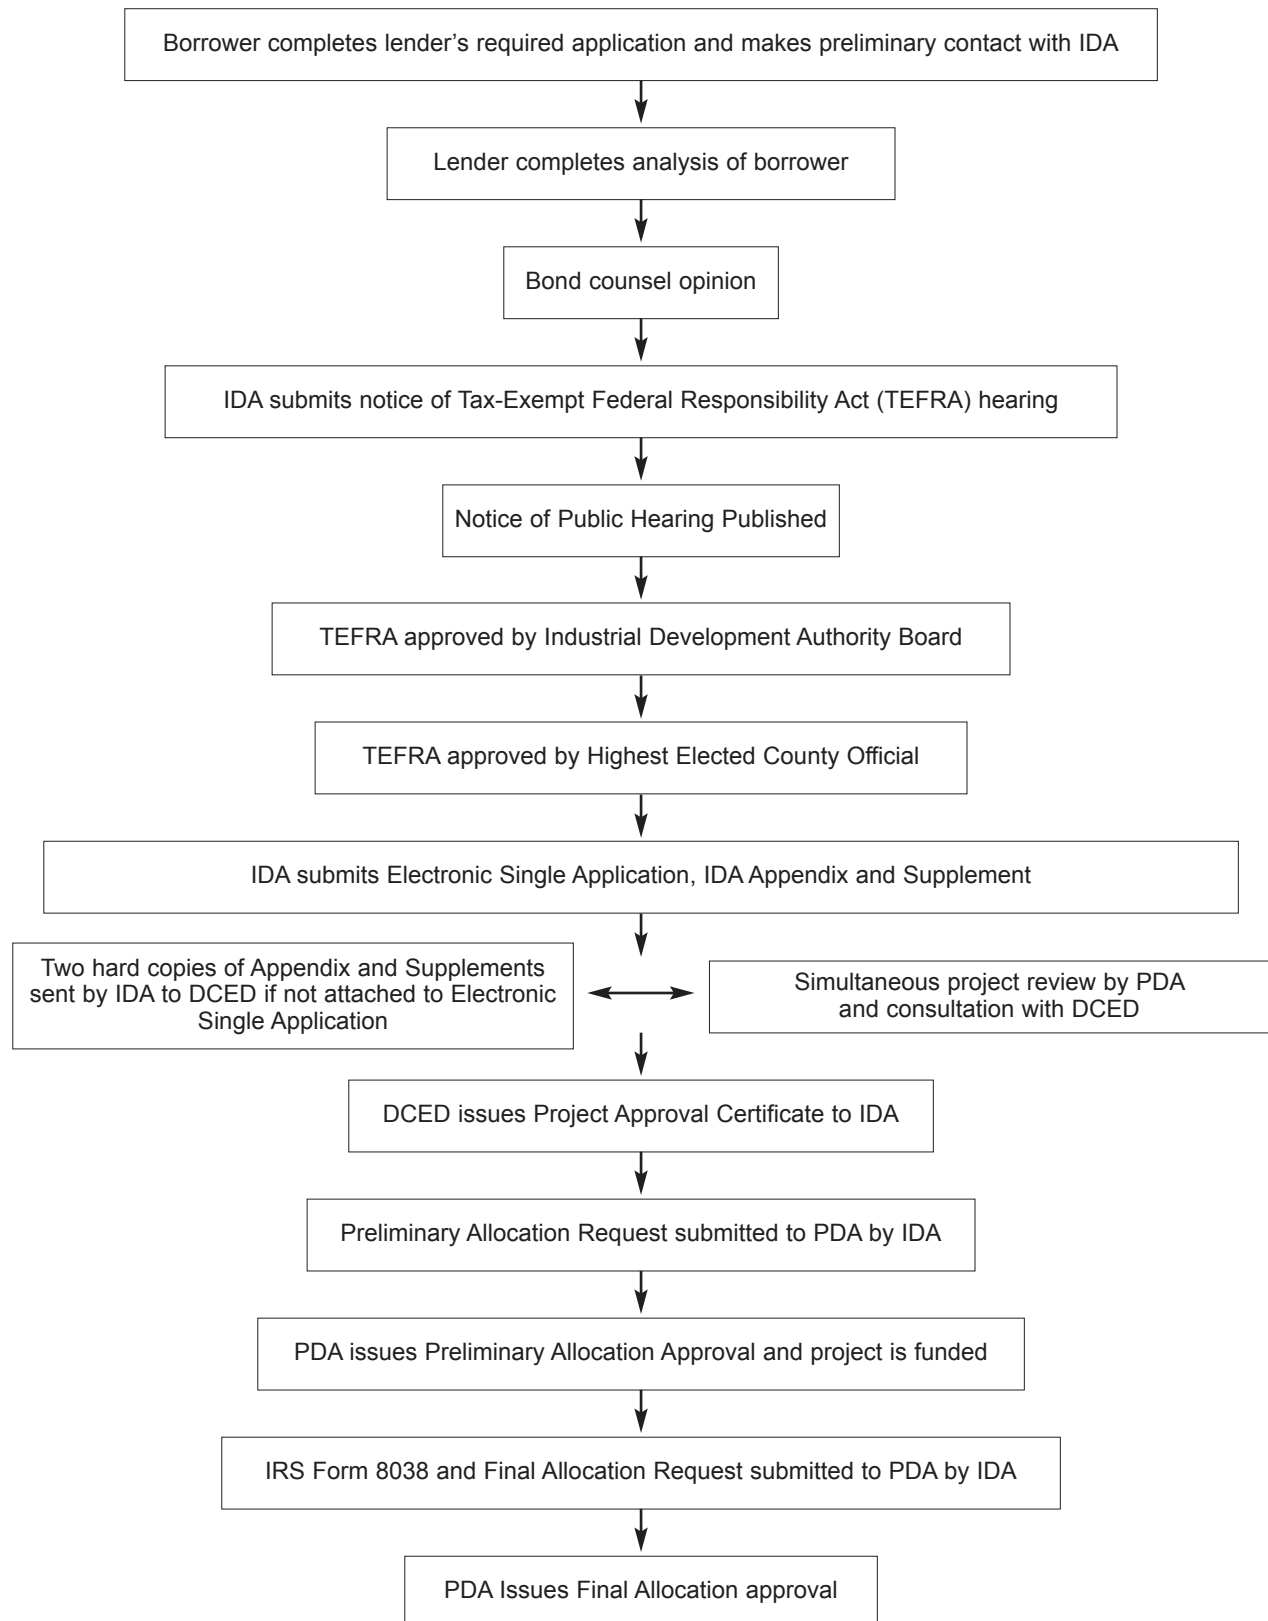 Borrower completes lender’s required application and makes preliminary contact with IDA
Lender completes analysis of borrower
Bond counsel opinion
IDA submits notice of Tax-Exempt Federal Responsibility Act (TEFRA) hearing
Notice of Public Hearing Published
TEFRA approved by Industrial Development Authority Board
TEFRA approved by Highest Elected County Official
IDA submits Electronic Single Application, IDA Appendix and Supplement
Two hard copies of Appendix and Supplements
sent by IDA to DCED if not attached to Electronic
Single Application
Simultaneous project review by PDA
and consultation with DCED
DCED issues Project Approval Certificate to IDA
Preliminary Allocation Request submitted to PDA by IDA
PDA issues Preliminary Allocation Approval and project is funded
IRS Form 8038 and Final Allocation Request submitted to PDA by IDA
PDA Issues Final Allocation approval